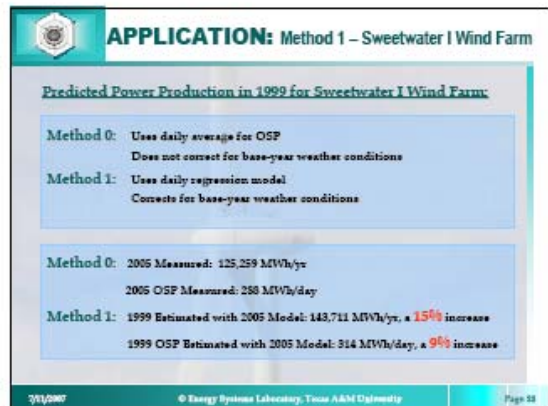 APPLICATION: Method 1 – Sweetwater I Wind Farm
Predicted Power Production in 1999 for Sweetwater I Wind Farm:
Method 0: Uses daily average for OSP
Does not correct for base-year weather conditions
Method 1: Uses daily regression model
Corrects for base-year weather conditions
Method 0: 2005 Measured: 125,259 MWh/yr
2005 OSP Measured: 288 MWh/day
Method 1: 1999 Estimated with 2005 Model: 143,711 MWh/yr, a 15% increase
1999 OSP Estimated with 2005 Model: 314 MWh/day, a 9% increase
7/11/2007 © Energy Systems Laboratory, Texas A&M University Page